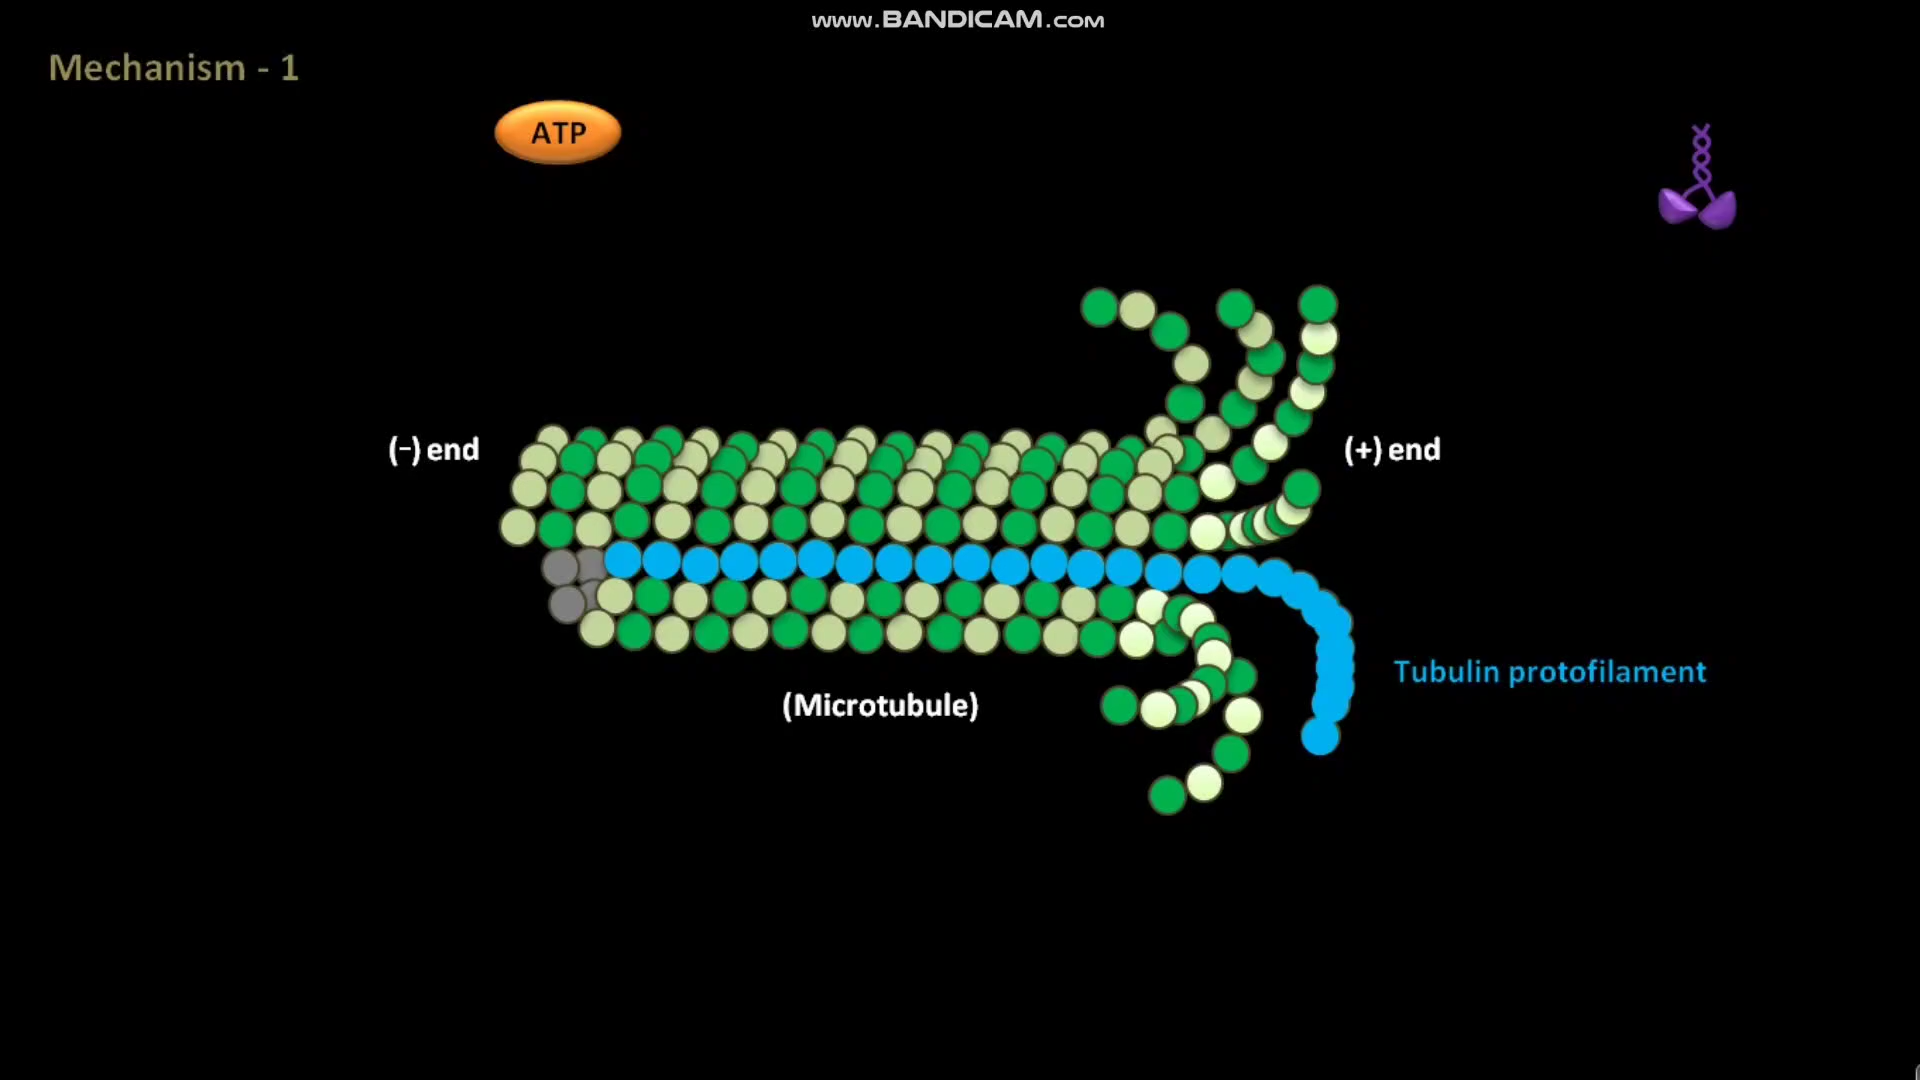 www.BANDICAM.com
Mechanism - 1
ATP
(−) end
(+) end
Tubulin protofilament
(Microtubule)